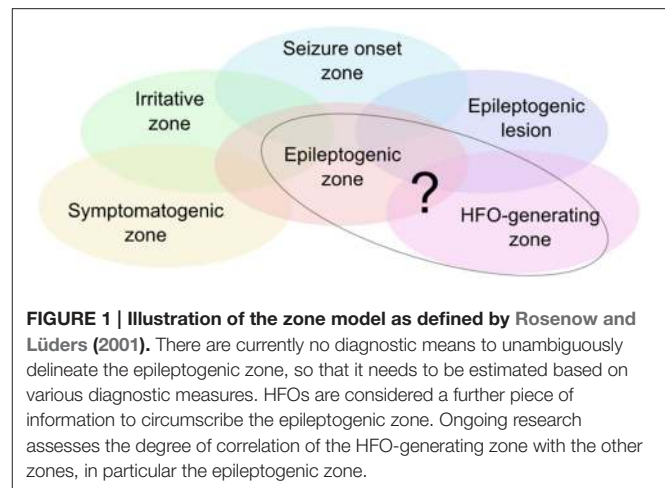 Seizure onset
zone
Irritative
zone
Epileptogenic
lesion
Epileptogenic
zone
?
Symptomatogenic
zone
HFO-generating
zone
FIGURE 1 | Illustration of the zone model as defined by Rosenow and
Lüders (2001). There are currently no diagnostic means to unambiguously
delineate the epileptogenic zone, so that it needs to be estimated based on
various diagnostic measures. HFOs are considered a further piece of
information to circumscribe the epileptogenic zone. Ongoing research
assesses the degree of correlation of the HFO-generating zone with the other
zones, in particular the epileptogenic zone.